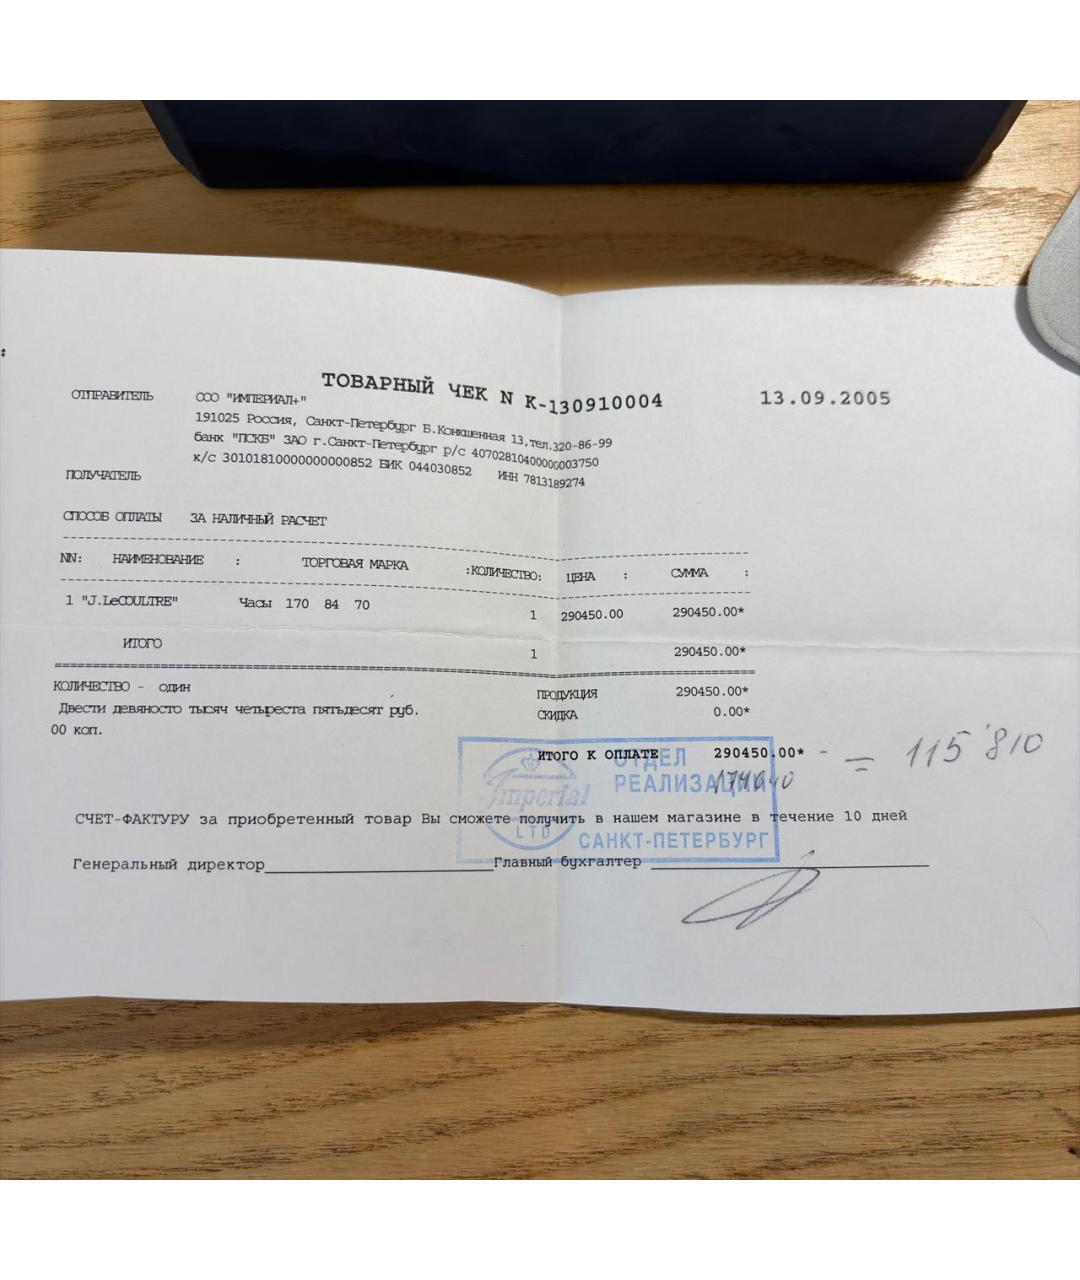 ТОВАРНЫЙ ЧЕК N К-130910004 13.09.2005
ОТПРАВИТЕЛЬ ООО "ИМПЕРИАЛ+"
191025 Россия, Санкт-Петербург Б.Конюшенная 13,тел.320-86-99
банк "ПСКБ" ЗАО г.Санкт-Петербург р/с 40702810400000003750
к/с 30101810000000000852 БИК 044030852 ИНН 7813189274
ПОЛУЧАТЕЛЬ
СПОСОБ ОПЛАТЫ ЗА НАЛИЧНЫЙ РАСЧЕТ
NN: НАИМЕНОВАНИЕ : ТОРГОВАЯ МАРКА :КОЛИЧЕСТВО: ЦЕНА : СУММА :
1 "J.LeCOULTRE" Часы 170 84 70 1 290450.00 290450.00*
ИТОГО 1 290450.00*
КОЛИЧЕСТВО - один ПРОДУКЦИЯ 290450.00*
Двести девяносто тысяч четыреста пятьдесят руб. СКИДКА 0.00*
00 коп.
ИТОГО К ОПЛАТЕ 290450.00* - = 115'810
174640
Imperial
LTD
ОТДЕЛ
РЕАЛИЗАЦИИ
САНКТ-ПЕТЕРБУРГ
СЧЕТ-ФАКТУРУ за приобретенный товар Вы сможете получить в нашем магазине в течение 10 дней
Генеральный директор Главный бухгалтер